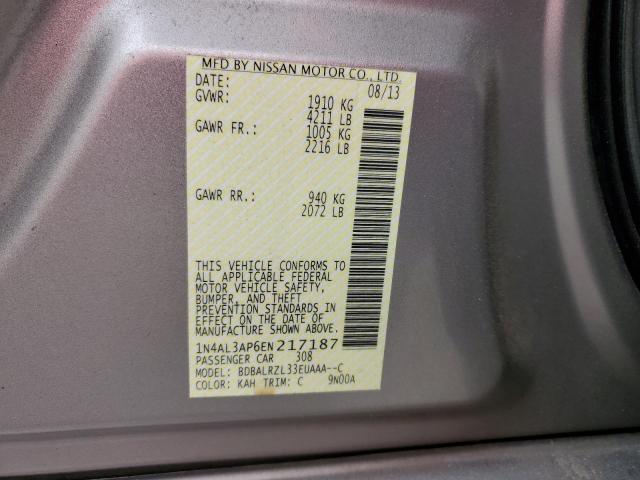 MFD BY NISSAN MOTOR CO., LTD.
DATE: 08/13
GVWR: 1910 KG
4211 LB
GAWR FR.: 1005 KG
2216 LB
GAWR RR.: 940 KG
2072 LB
THIS VEHICLE CONFORMS TO
ALL APPLICABLE FEDERAL
MOTOR VEHICLE SAFETY,
BUMPER, AND THEFT
PREVENTION STANDARDS IN
EFFECT ON THE DATE OF
MANUFACTURE SHOWN ABOVE.
1N4AL3AP6EN217187
PASSENGER CAR 308
MODEL: BDBALRZL33EUAAA--C
COLOR: KAH TRIM: C 9N00A